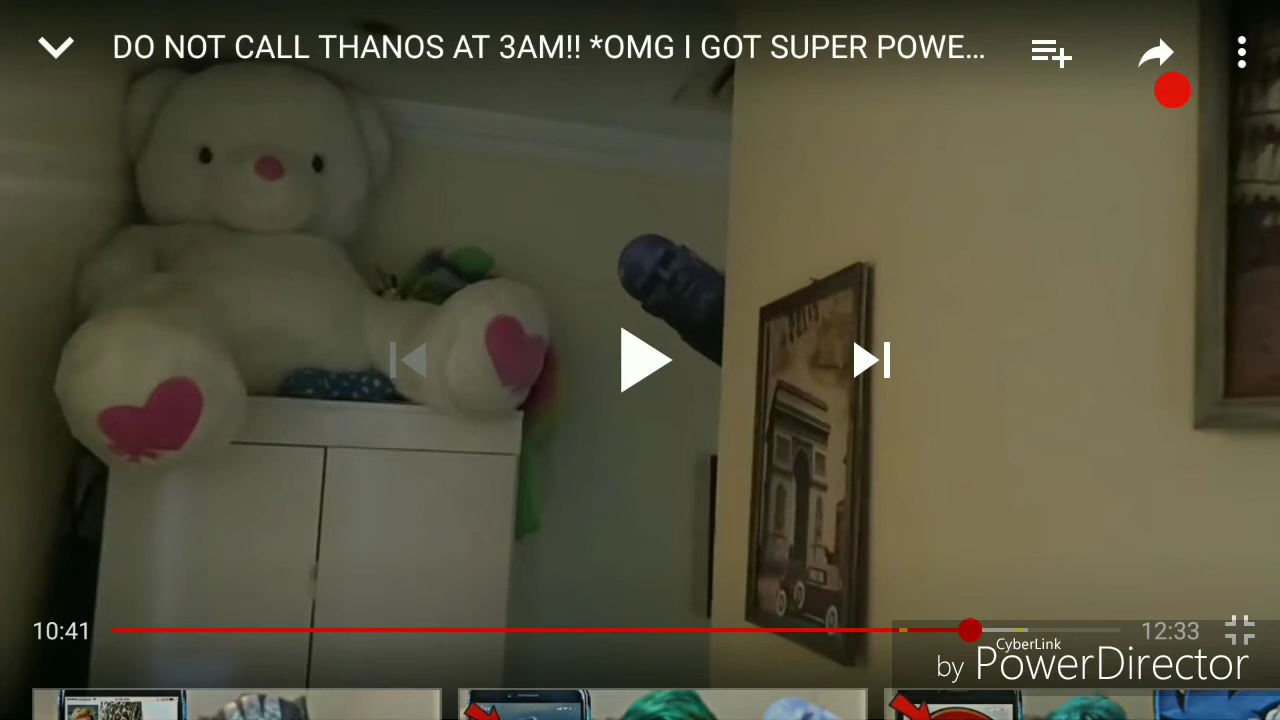 DO NOT CALL THANOS AT 3AM!! *OMG I GOT SUPER POWE...
10:41
12:33
CyberLink
by PowerDirector